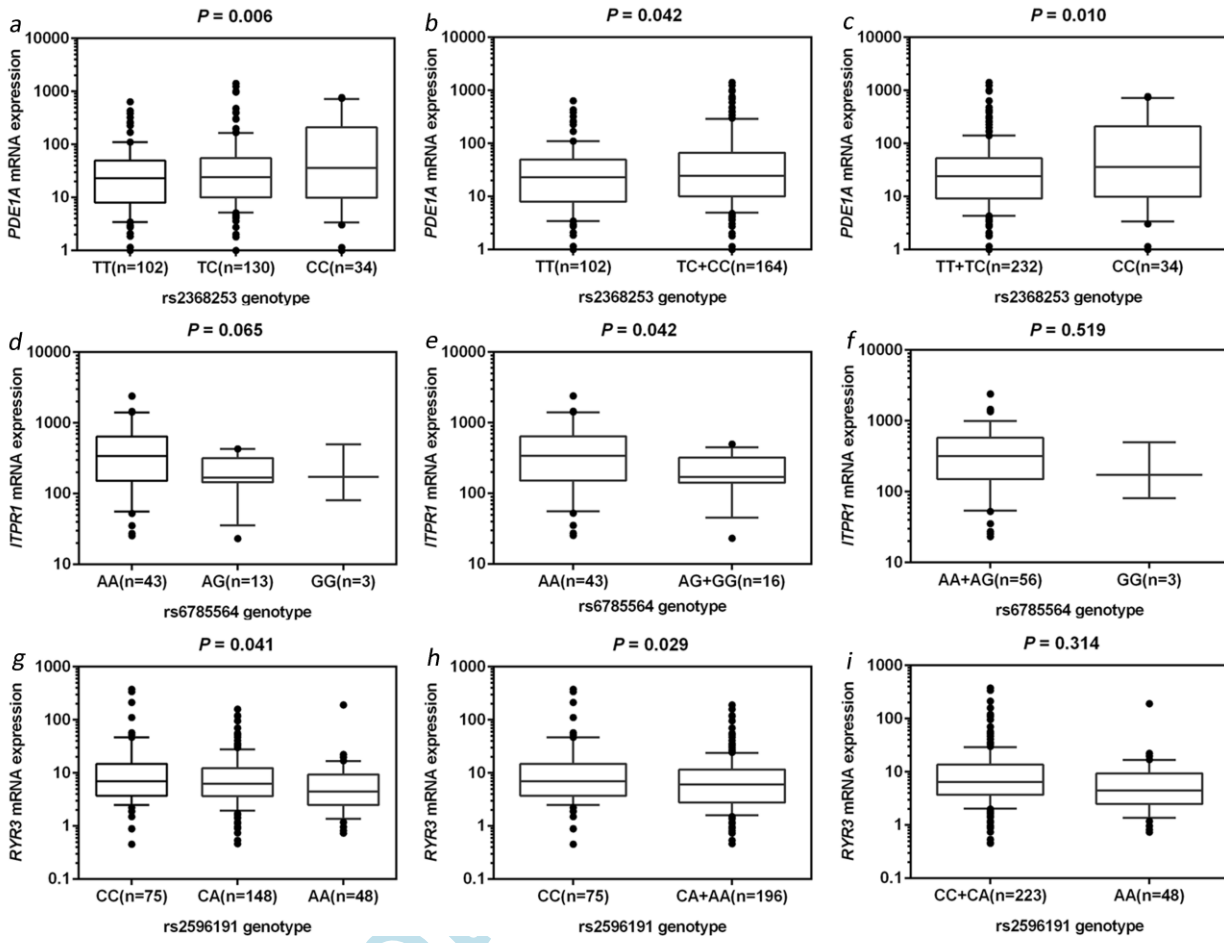 a
P = 0.006
PDE1A mRNA expression
10000
1000
100
10
1
TT(n=102) TC(n=130) CC(n=34)
rs2368253 genotype
b
P = 0.042
PDE1A mRNA expression
10000
1000
100
10
1
TT(n=102) TC+CC(n=164)
rs2368253 genotype
c
P = 0.010
PDE1A mRNA expression
10000
1000
100
10
1
TT+TC(n=232) CC(n=34)
rs2368253 genotype
d
P = 0.065
ITPR1 mRNA expression
10000
1000
100
10
AA(n=43) AG(n=13) GG(n=3)
rs6785564 genotype
e
P = 0.042
ITPR1 mRNA expression
10000
1000
100
10
AA(n=43) AG+GG(n=16)
rs6785564 genotype
f
P = 0.519
ITPR1 mRNA expression
10000
1000
100
10
AA+AG(n=56) GG(n=3)
rs6785564 genotype
g
P = 0.041
RYR3 mRNA expression
1000
100
10
1
0.1
CC(n=75) CA(n=148) AA(n=48)
rs2596191 genotype
h
P = 0.029
RYR3 mRNA expression
1000
100
10
1
0.1
CC(n=75) CA+AA(n=196)
rs2596191 genotype
i
P = 0.314
RYR3 mRNA expression
1000
100
10
1
0.1
CC+CA(n=223) AA(n=48)
rs2596191 genotype